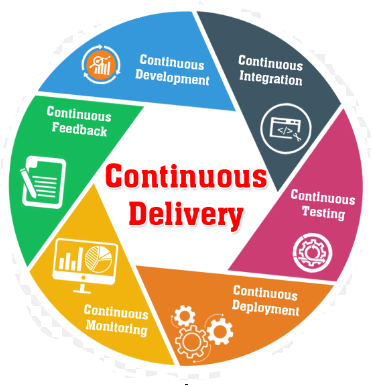 Continuous
Development
Continuous
Integration
Continuous
Testing
Continuous
Deployment
Continuous
Monitoring
Continuous
Feedback
Continuous
Delivery
</>